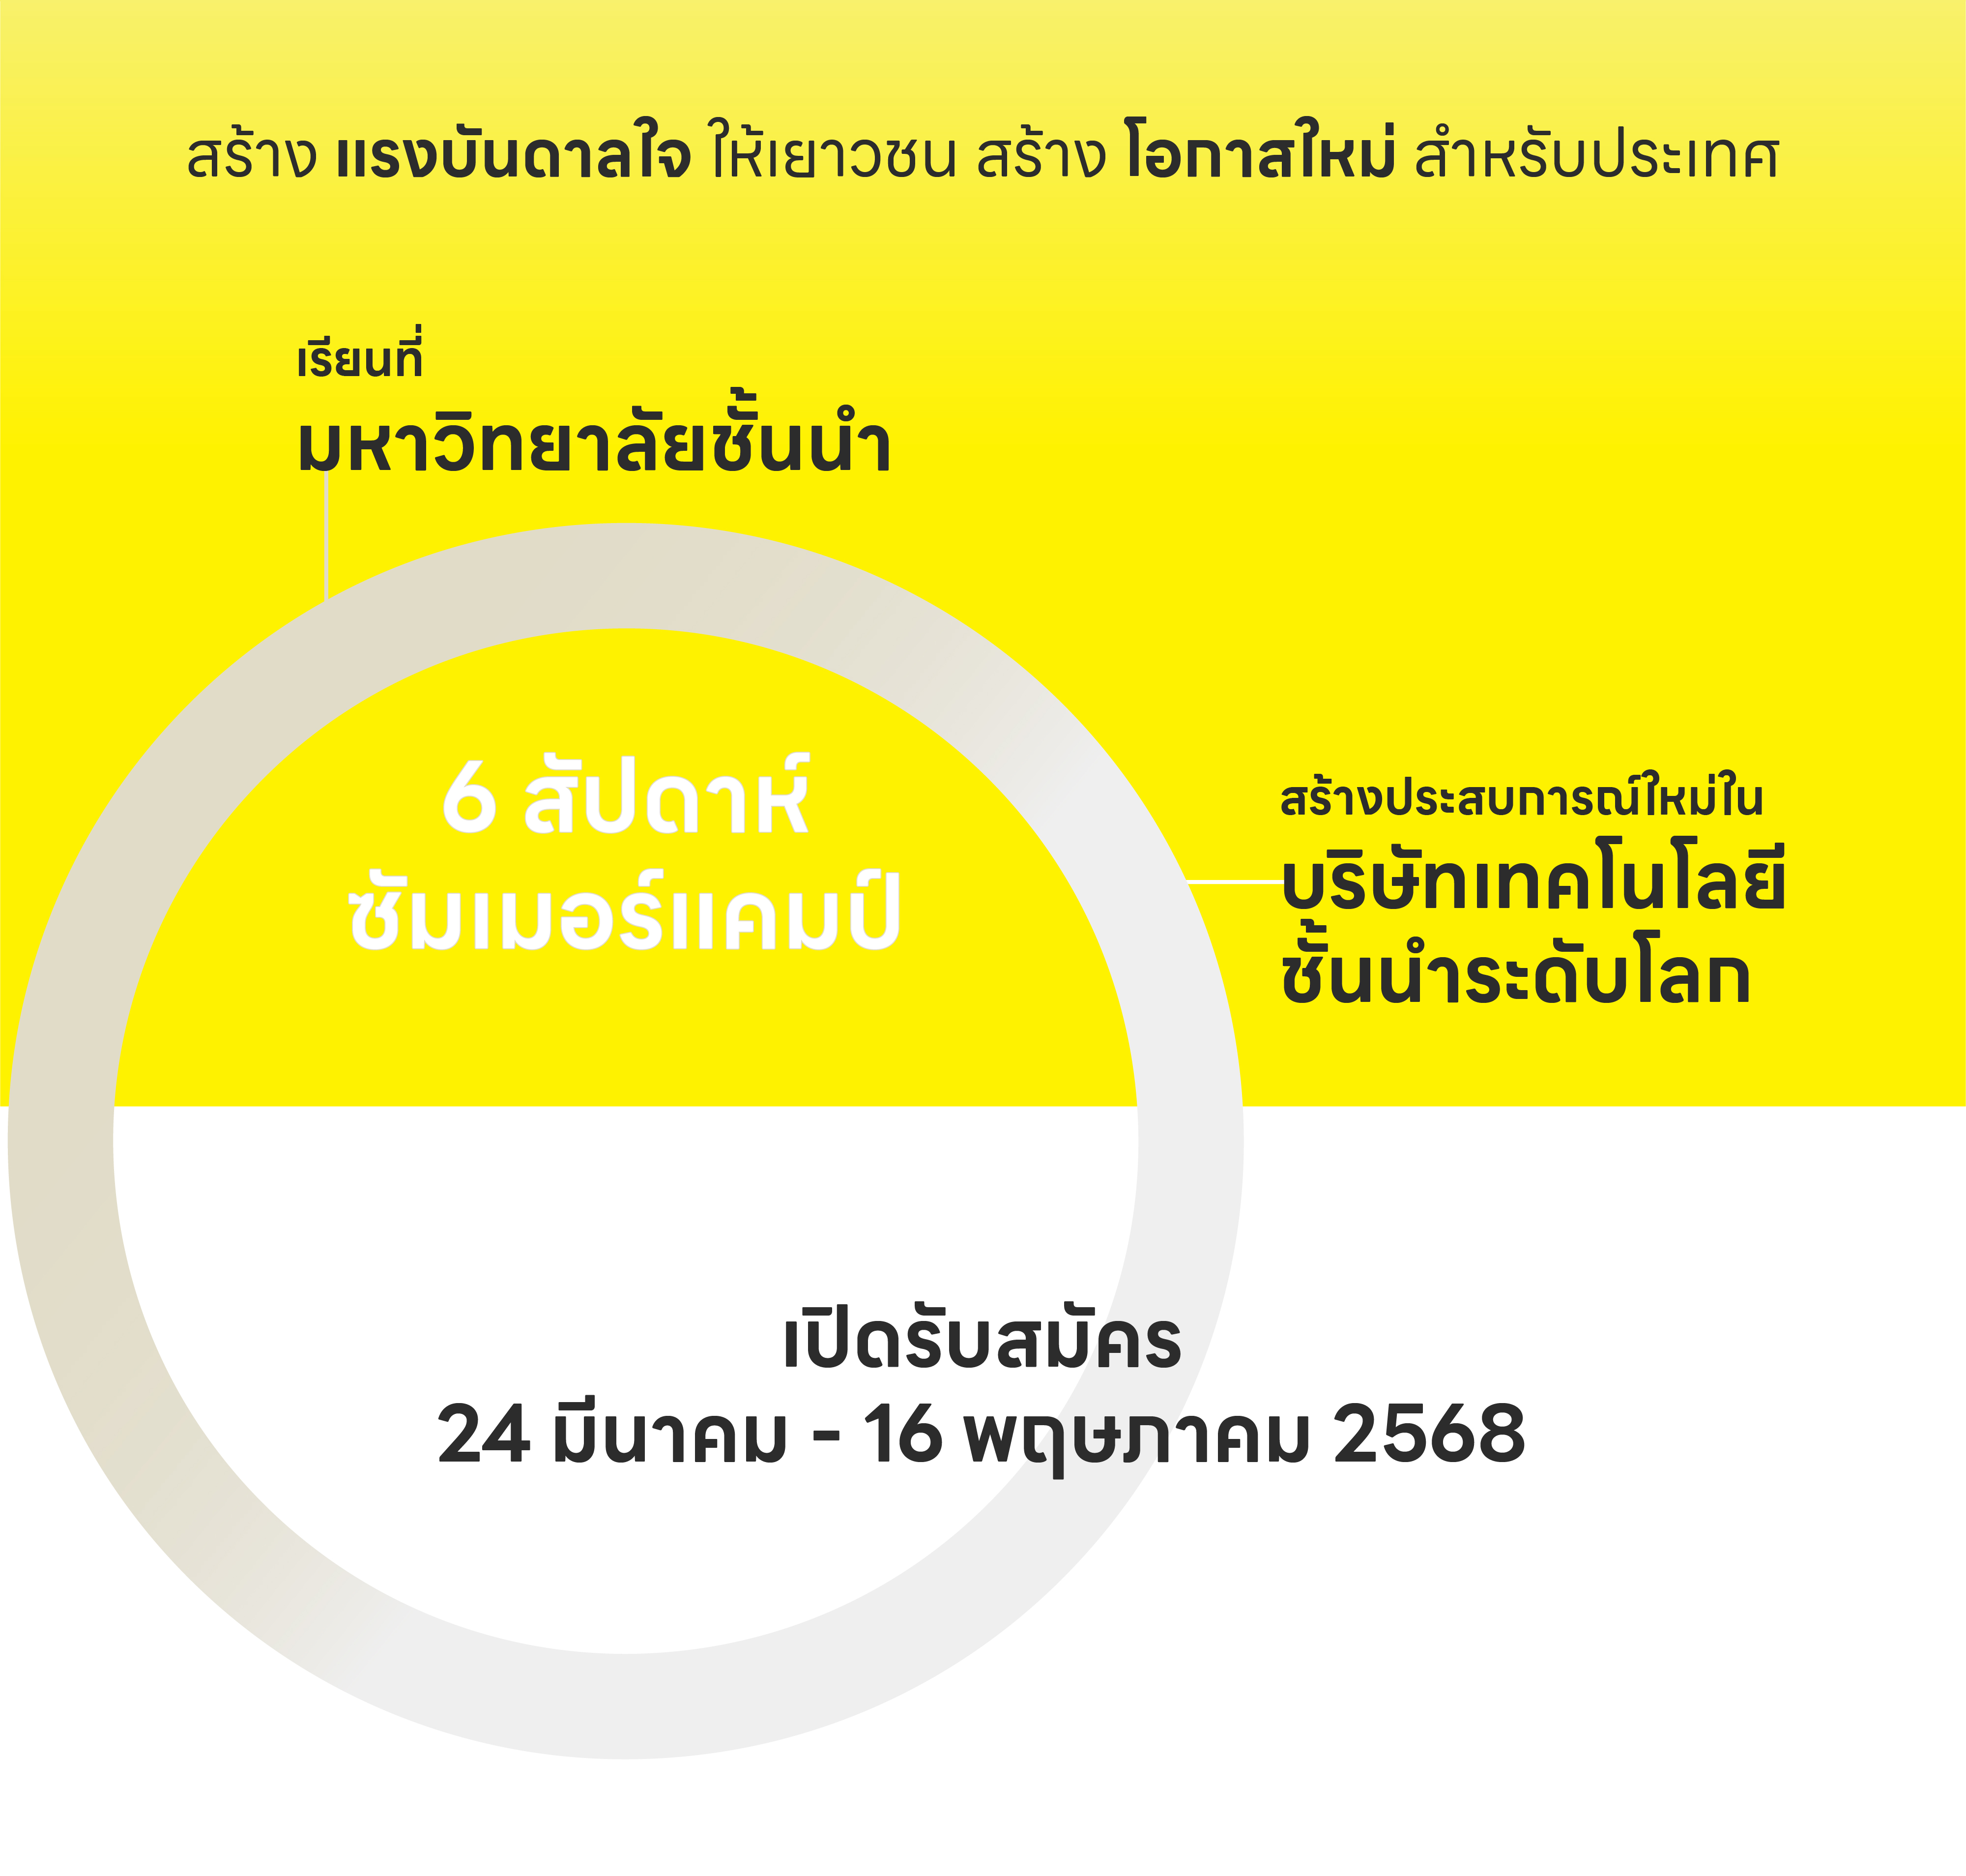 สร้าง แรงบันดาลใจ ให้เยาวชน สร้าง โอกาสใหม่ สำหรับประเทศ
เรียนที่
มหาวิทยาลัยชั้นนำ
6 สัปดาห์
ซัมเมอร์แคมป์
สร้างประสบการณ์ใหม่ใน
บริษัทเทคโนโลยี
ชั้นนำระดับโลก
เปิดรับสมัคร
24 มีนาคม - 16 พฤษภาคม 2568